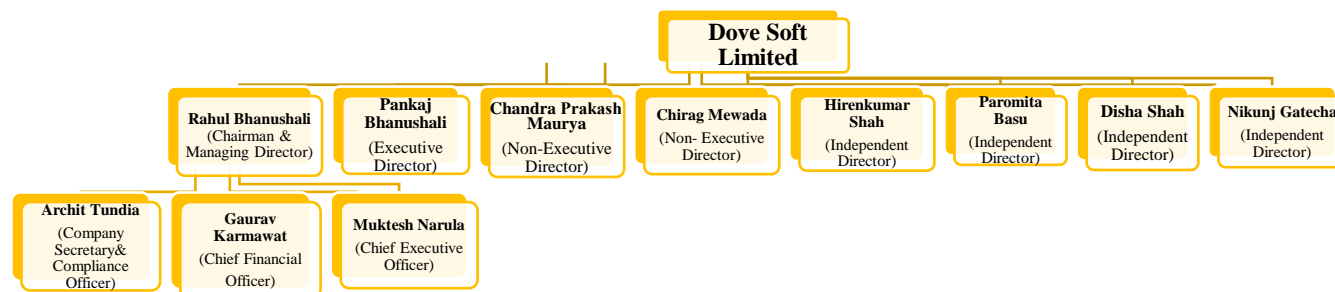 Dove Soft
Limited
Rahul Bhanushali
(Chairman &
Managing Director)
Pankaj
Bhanushali
(Executive
Director)
Chandra Prakash
Maurya
(Non-Executive
Director)
Chirag Mewada
(Non- Executive
Director)
Hirenkumar
Shah
(Independent
Director)
Paromita
Basu
(Independent
Director)
Disha Shah
(Independent
Director)
Nikunj Gatecha
(Independent
Director)
Archit Tundia
(Company
Secretary&
Compliance
Officer)
Gaurav
Karmawat
(Chief Financial
Officer)
Muktesh Narula
(Chief Executive
Officer)